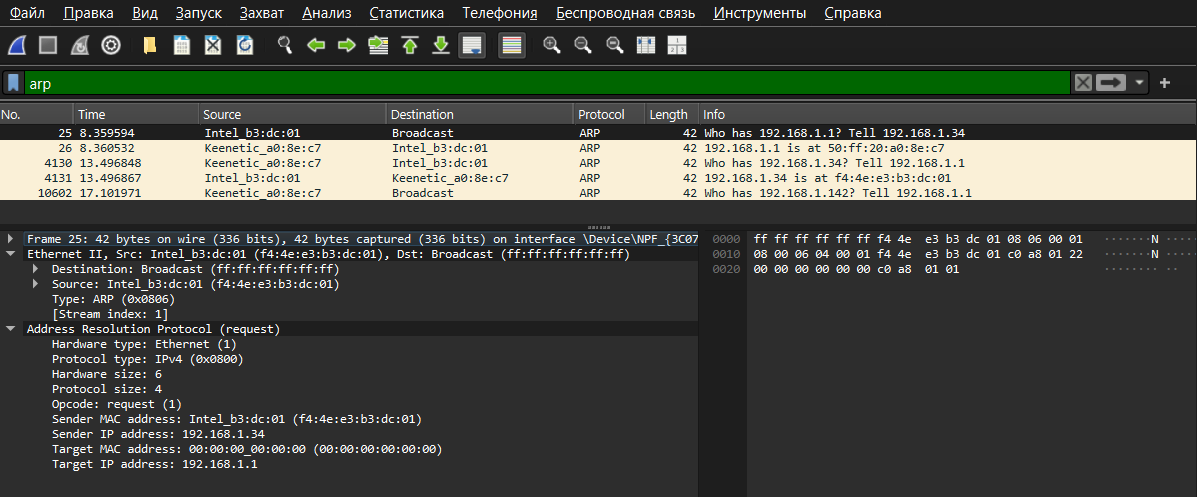 Файл Правка Вид Запуск Захват Анализ Статистика Телефония Беспроводная связь Инструменты Справка
arp
No. Time Source Destination Protocol Length Info
25 8.359594 Intel_b3:dc:01 Broadcast ARP 42 Who has 192.168.1.1? Tell 192.168.1.34
26 8.360532 Keenetic_a0:8e:c7 Intel_b3:dc:01 ARP 42 192.168.1.1 is at 50:ff:20:a0:8e:c7
4130 13.496848 Keenetic_a0:8e:c7 Intel_b3:dc:01 ARP 42 Who has 192.168.1.34? Tell 192.168.1.1
4131 13.496867 Intel_b3:dc:01 Keenetic_a0:8e:c7 ARP 42 192.168.1.34 is at f4:4e:e3:b3:dc:01
10602 17.101971 Keenetic_a0:8e:c7 Broadcast ARP 42 Who has 192.168.1.142? Tell 192.168.1.1
Frame 25: 42 bytes on wire (336 bits), 42 bytes captured (336 bits) on interface \Device\NPF_{3C07
Ethernet II, Src: Intel_b3:dc:01 (f4:4e:e3:b3:dc:01), Dst: Broadcast (ff:ff:ff:ff:ff:ff)
Destination: Broadcast (ff:ff:ff:ff:ff:ff)
Source: Intel_b3:dc:01 (f4:4e:e3:b3:dc:01)
Type: ARP (0x0806)
[Stream index: 1]
Address Resolution Protocol (request)
Hardware type: Ethernet (1)
Protocol type: IPv4 (0x0800)
Hardware size: 6
Protocol size: 4
Opcode: request (1)
Sender MAC address: Intel_b3:dc:01 (f4:4e:e3:b3:dc:01)
Sender IP address: 192.168.1.34
Target MAC address: 00:00:00_00:00:00 (00:00:00:00:00:00)
Target IP address: 192.168.1.1
0000 ff ff ff ff ff ff f4 4e e3 b3 dc 01 08 06 00 01 ·······N ········
0010 08 00 06 04 00 01 f4 4e e3 b3 dc 01 c0 a8 01 22 ·······N ·······"
0020 00 00 00 00 00 00 c0 a8 01 01 ········ ··